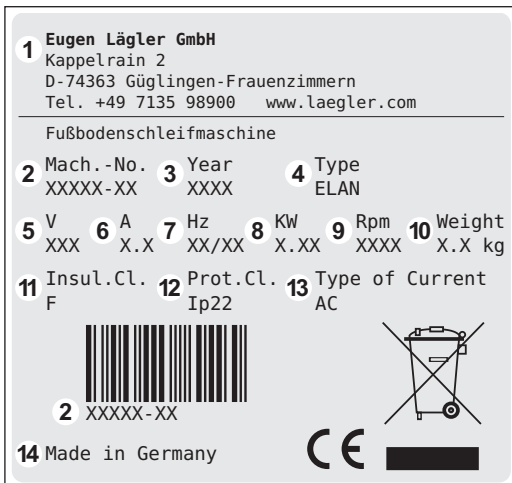 1 Eugen Lägler GmbH
Kappelrain 2
D-74363 Güglingen-Frauenzimmern
Tel. +49 7135 98900 www.laegler.com
Fußbodenschleifmaschine
2 Mach.-No. 3 Year 4 Type
XXXXX-XX XXXX ELAN
5 V 6 A 7 Hz 8 KW 9 Rpm 10 Weight
XXX X.X XX/XX X.XX XXXX X.X kg
11 Insul.Cl. 12 Prot.Cl. 13 Type of Current
F Ip22 AC
2 XXXXX-XX
14 Made in Germany CE